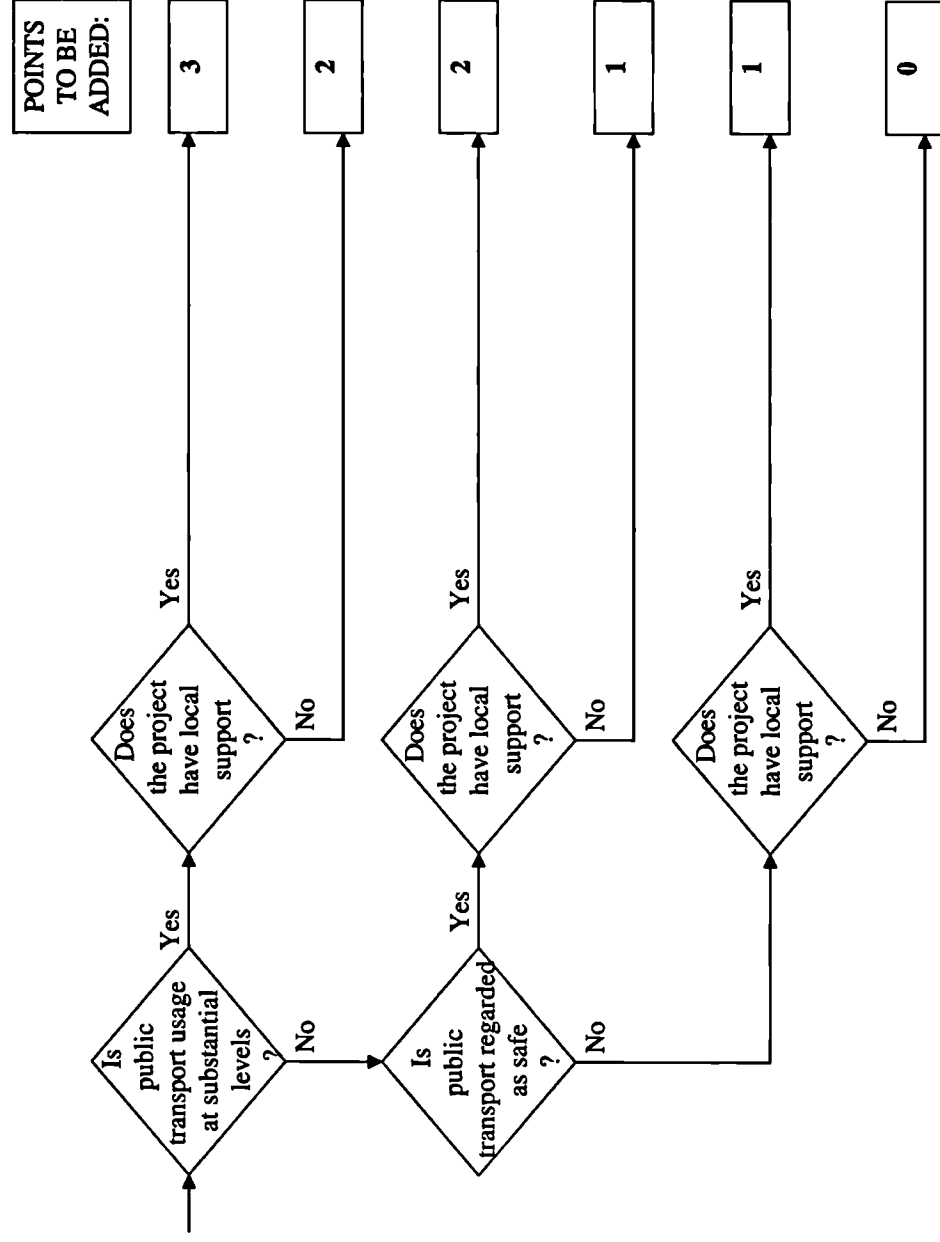 POINTS
TO BE
ADDED:
Is
public
transport usage
at substantial
levels
?
Yes
No
Does
the project
have local
support
?
Yes
3
No
2
Is
public
transport regarded
as safe
?
Yes
No
Does
the project
have local
support
?
Yes
2
No
1
Does
the project
have local
support
?
Yes
1
No
0